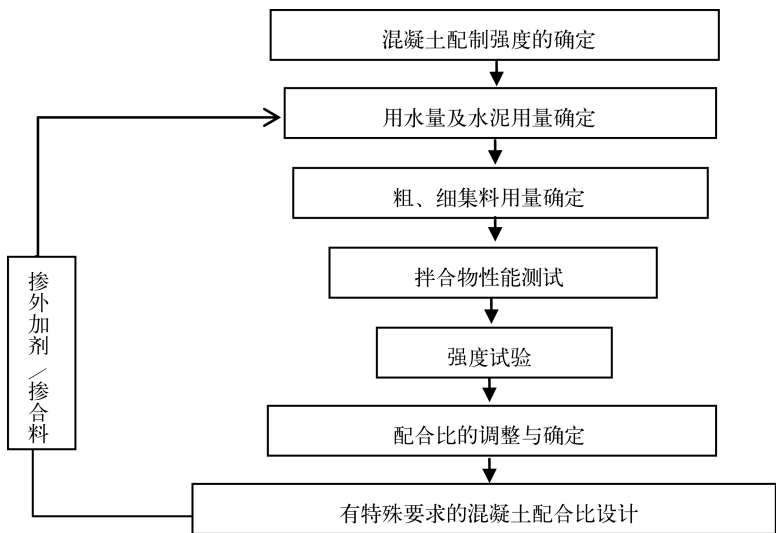 混凝土配制强度的确定
用水量及水泥用量确定
粗、细集料用量确定
拌合物性能测试
强度试验
配合比的调整与确定
有特殊要求的混凝土配合比设计
掺外加剂/掺合料